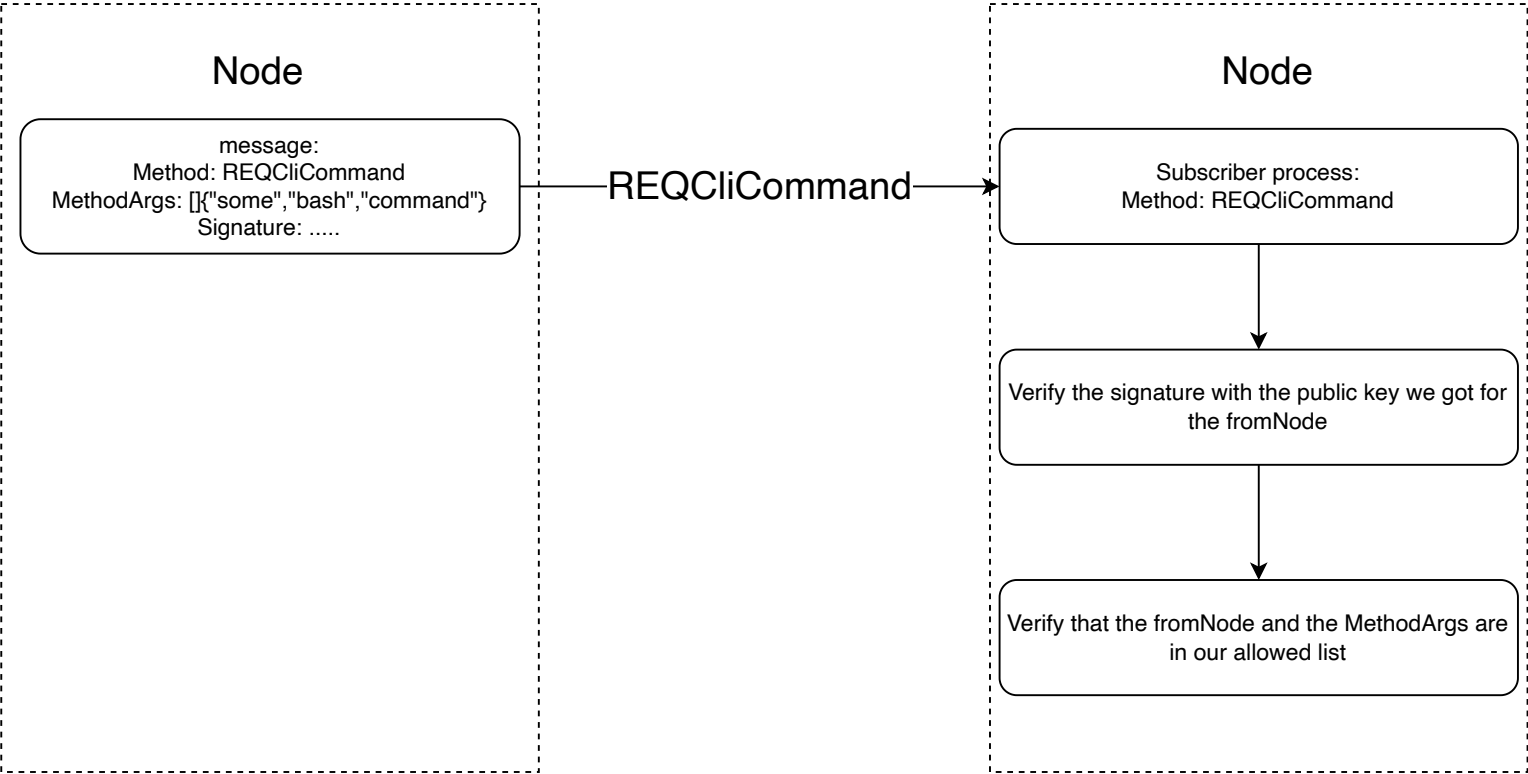 Node
message:
Method: REQCliCommand
MethodArgs: []{"some","bash","command"}
Signature: .....
REQCliCommand
Node
Subscriber process:
Method: REQCliCommand
Verify the signature with the public key we got for
the fromNode
Verify that the fromNode and the MethodArgs are
in our allowed list